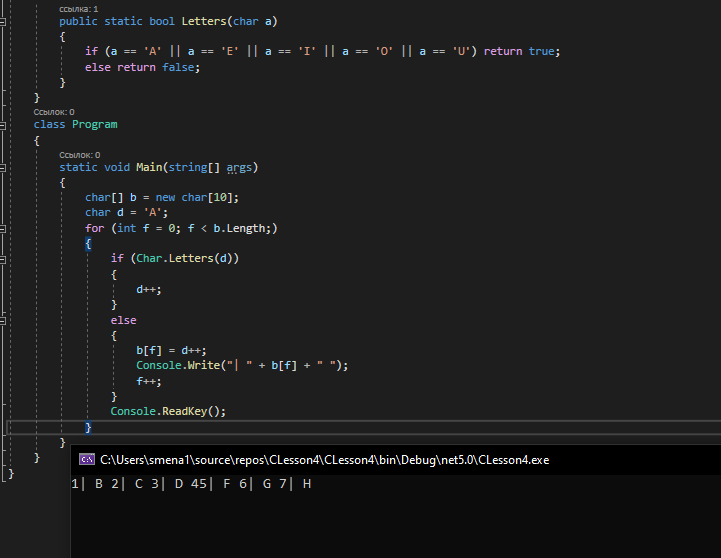 ссылка: 1
public static bool Letters(char a)
{
if (a == 'A' || a == 'E' || a == 'I' || a == 'O' || a == 'U') return true;
else return false;
}
}
Ссылок: 0
class Program
{
Ссылок: 0
static void Main(string[] args)
{
char[] b = new char[10];
char d = 'A';
for (int f = 0; f < b.Length;)
{
if (Char.Letters(d))
{
d++;
}
else
{
b[f] = d++;
Console.Write("| " + b[f] + " ");
f++;
}
Console.ReadKey();
}
}
}
}
C:\Users\smena1\source\repos\CLesson4\CLesson4\bin\Debug\net5.0\CLesson4.exe
1| B 2| C 3| D 45| F 6| G 7| H